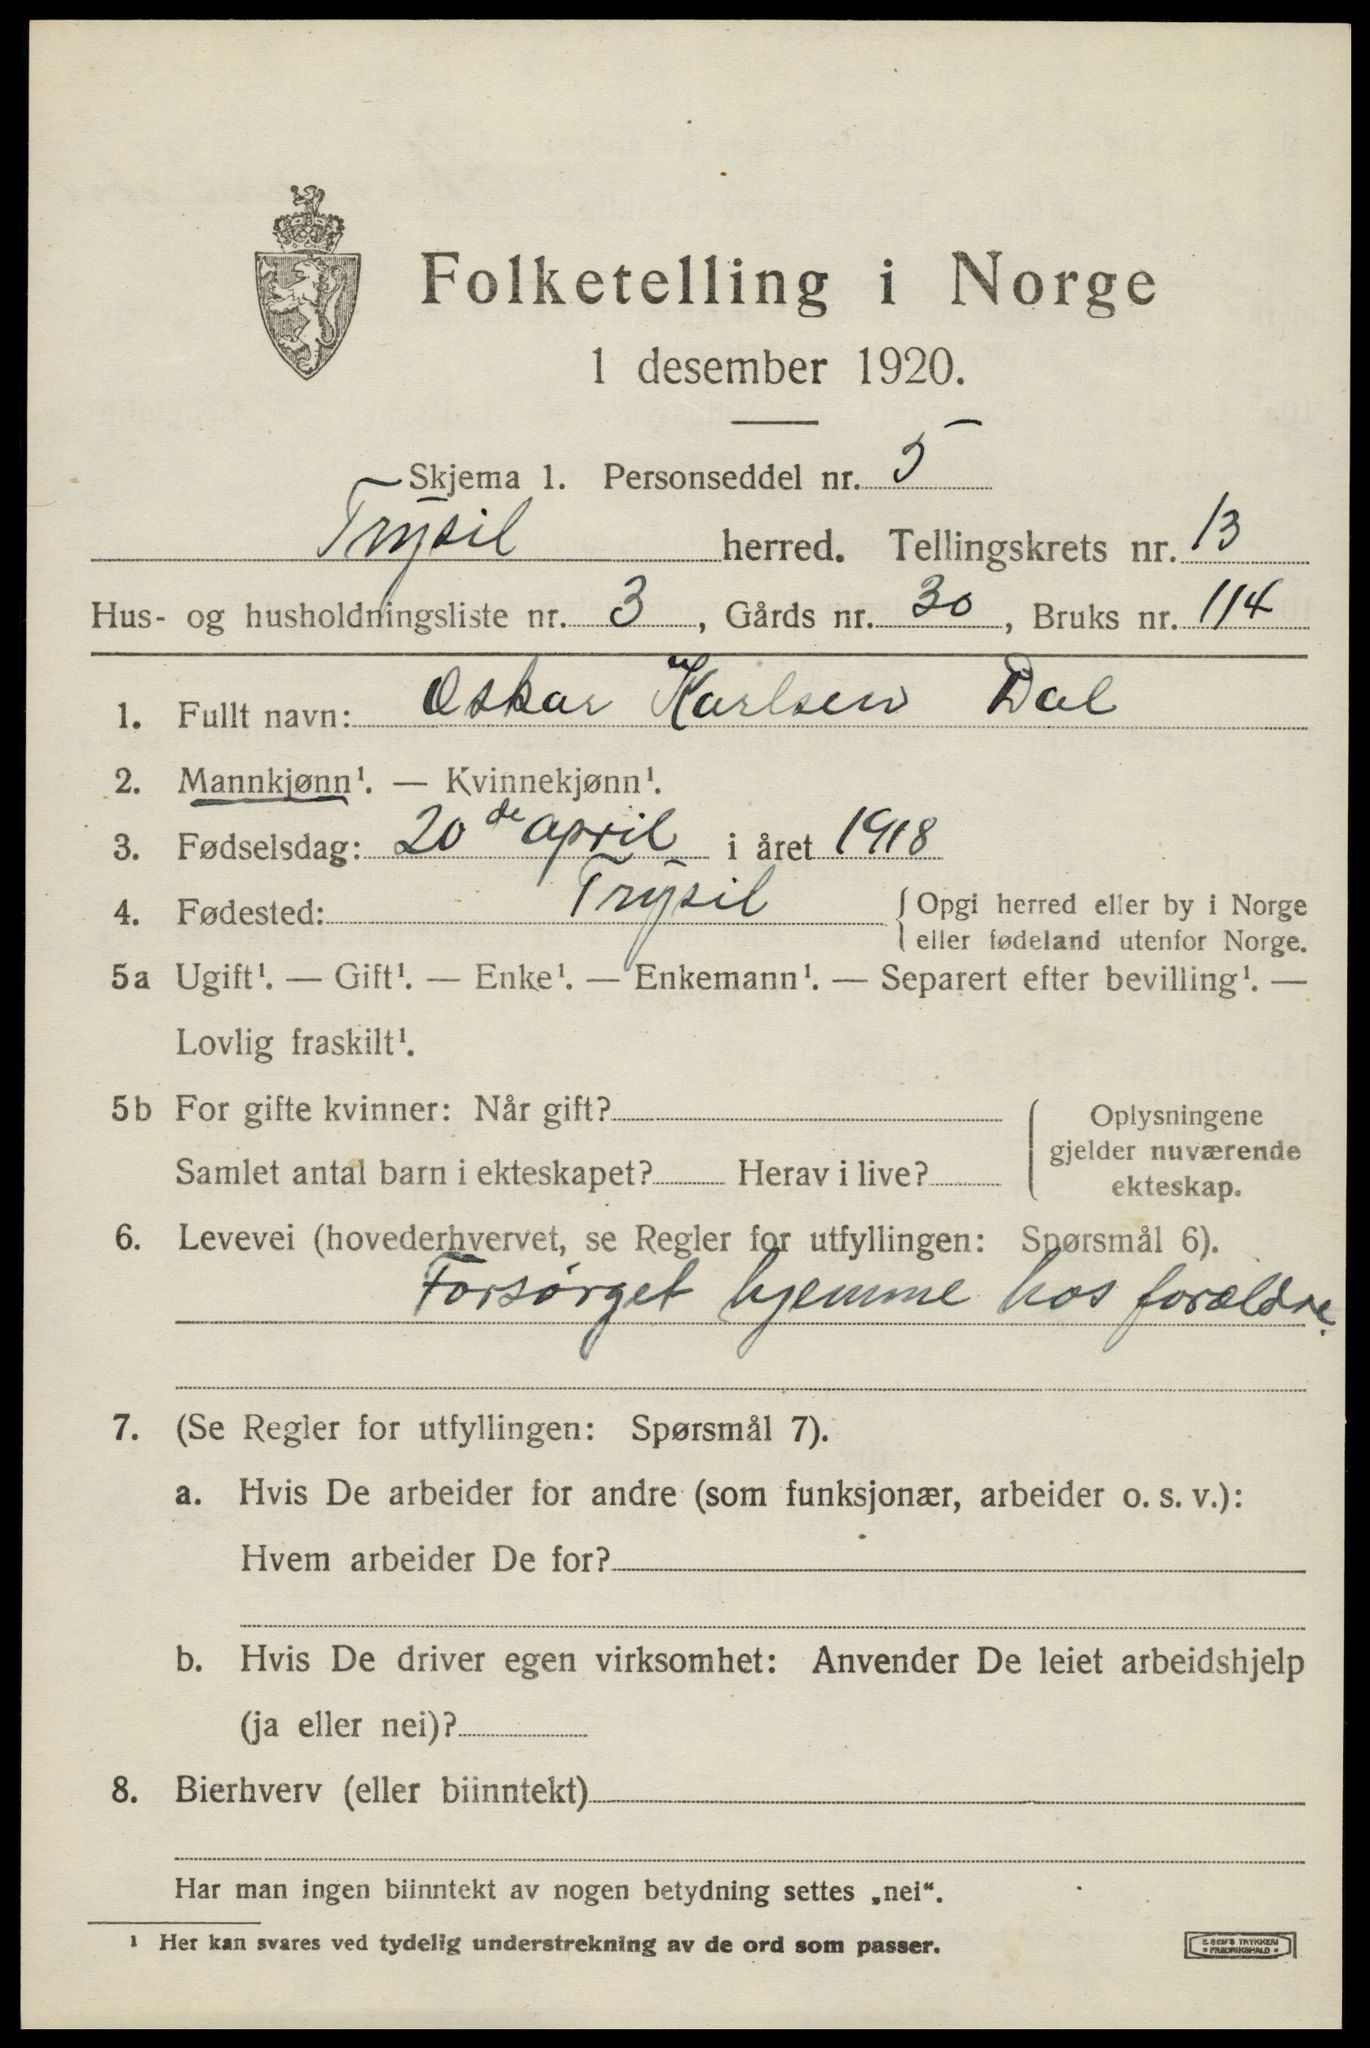 Folketelling i Norge
1 desember 1920.
Skjema 1. Personseddel nr. 5
Trysil herred. Tellingskrets nr. 13
Hus- og husholdningsliste nr. 3, Gårds nr. 30, Bruks nr. 114
1. Fullt navn: Oskar Karlsen Dal
2. Mannkjønn¹. — Kvinnekjønn¹.
3. Fødselsdag: 20de april i året 1918
4. Fødested: Trysil { Opgi herred eller by i Norge
eller fødeland utenfor Norge.
5a Ugift¹. — Gift¹. — Enke¹. — Enkemann¹. — Separert efter bevilling¹. —
Lovlig fraskilt¹.
5b For gifte kvinner: Når gift?
Samlet antal barn i ekteskapet? Herav i live?
{ Oplysningene
gjelder nuværende
ekteskap.
6. Levevei (hovederhvervet, se Regler for utfyllingen: Spørsmål 6).
Forsørget hjemme hos forældre.
7. (Se Regler for utfyllingen: Spørsmål 7).
a. Hvis De arbeider for andre (som funksjonær, arbeider o. s. v.):
Hvem arbeider De for?
b. Hvis De driver egen virksomhet: Anvender De leiet arbeidshjelp
(ja eller nei)?
8. Bierhverv (eller biinntekt)
Har man ingen biinntekt av nogen betydning settes „nei“.
¹ Her kan svares ved tydelig understrekning av de ord som passer.
E. SEM'S TRYKKERI
• FREDRIKSHALD •